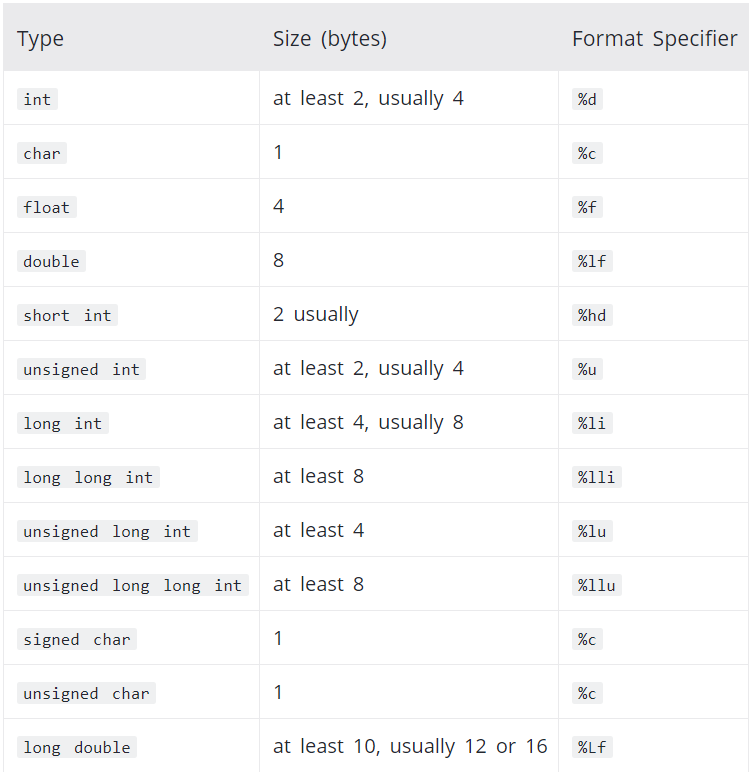 Type Size (bytes) Format Specifier
int at least 2, usually 4 %d
char 1 %c
float 4 %f
double 8 %lf
short int 2 usually %hd
unsigned int at least 2, usually 4 %u
long int at least 4, usually 8 %li
long long int at least 8 %lli
unsigned long int at least 4 %lu
unsigned long long int at least 8 %llu
signed char 1 %c
unsigned char 1 %c
long double at least 10, usually 12 or 16 %Lf